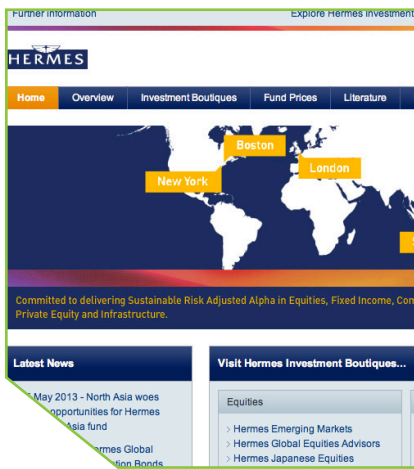 Further information
Explore Hermes Investment
HERMES
Home Overview Investment Boutiques Fund Prices Literature
Boston
London
New York
S
Committed to delivering Sustainable Risk Adjusted Alpha in Equities, Fixed Income,
Private Equity and Infrastructure.
Latest News
May 2013 - North Asia woes
opportunities for Hermes
Asia fund
Hermes Global
Bonds
Visit Hermes Investment Boutiques...
Equities
> Hermes Emerging Markets
> Hermes Global Equities Advisors
> Hermes Japanese Equities